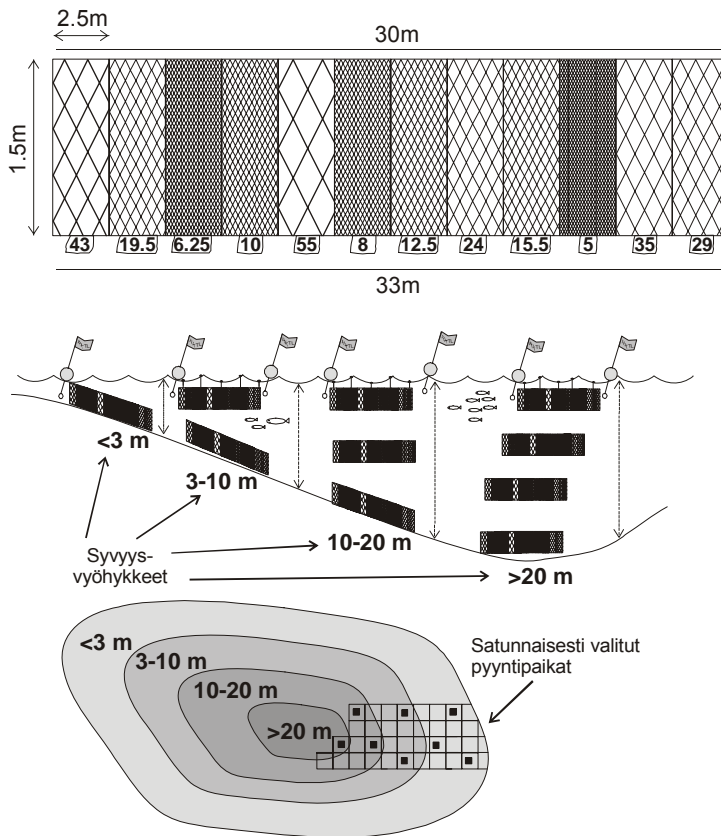 2.5m
30m
1.5m
43 19.5 6.25 10 55 8 12.5 24 15.5 5 35 29
33m
<3 m
3-10 m
10-20 m
>20 m
Syvyys-
vyöhykkeet
<3 m
3-10 m
10-20 m
>20 m
Satunnaisesti valitut
pyyntipaikat